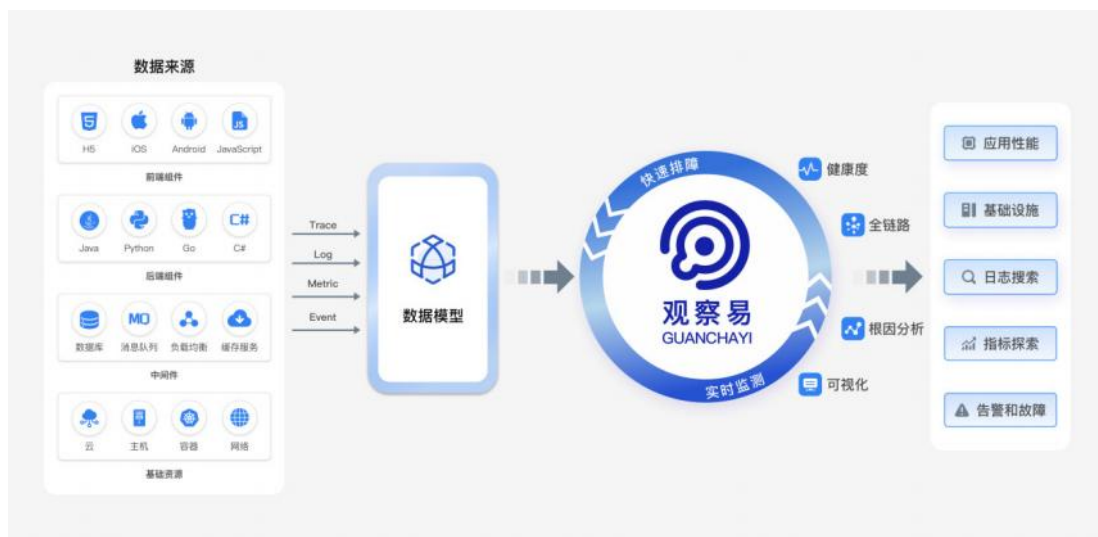 数据来源
H5 iOS Android JavaScript
前端组件
Java Python Go C#
后端组件
数据库 消息队列 负载均衡 缓存服务
中间件
云 主机 容器 网络
基础资源
Trace
Log
Metric
Event
数据模型
快速排障
观察易
GUANCHAYI
实时监测
健康度
全链路
根因分析
可视化
应用性能
基础设施
日志搜索
指标探索
告警和故障